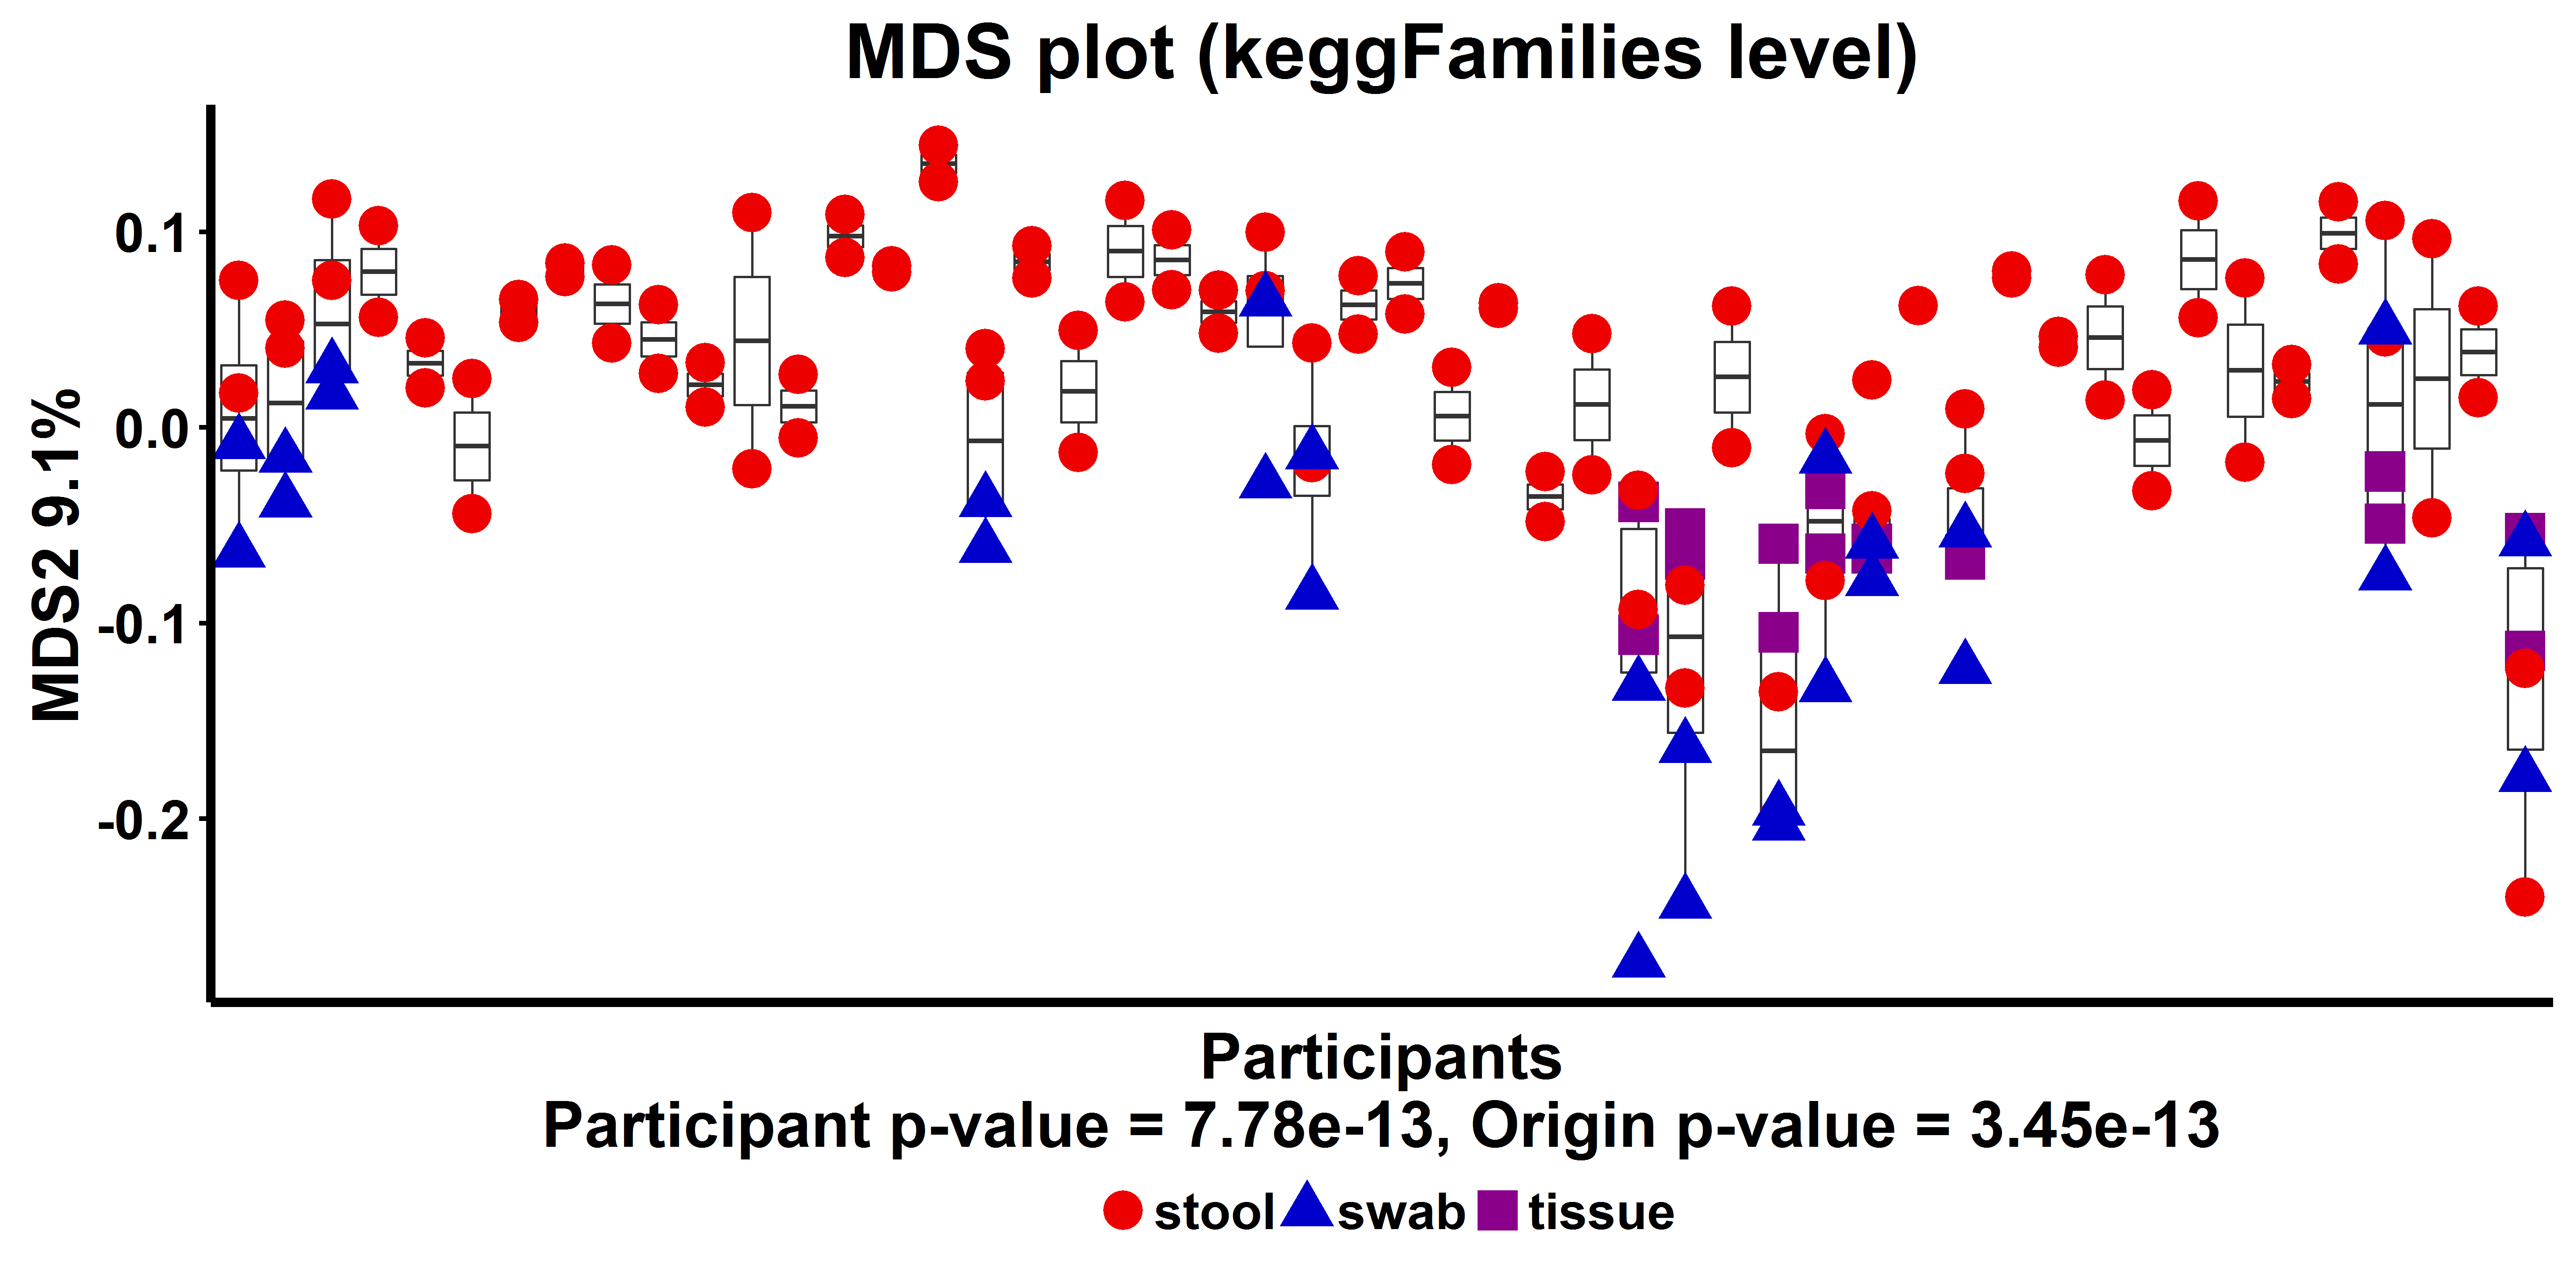 MDS plot (keggFamilies level)
MDS2 9.1%
0.1
0.0
-0.1
-0.2
Participants
Participant p-value = 7.78e-13, Origin p-value = 3.45e-13
stool swab tissue